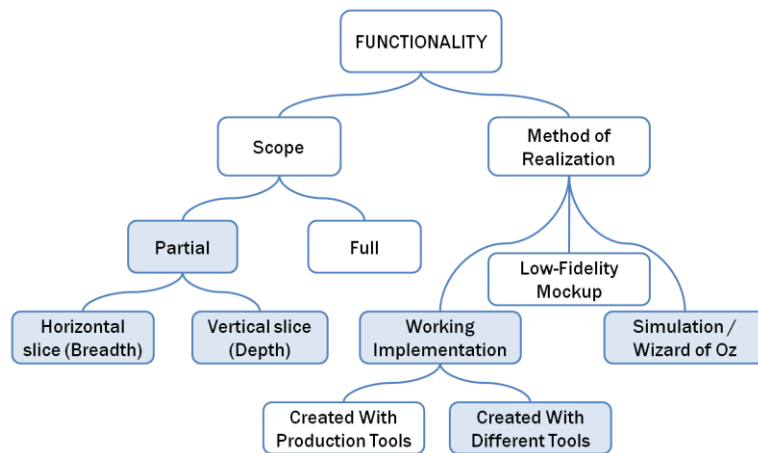 FUNCTIONALITY
Scope
Method of
Realization
Partial
Full
Low-Fidelity
Mockup
Horizontal
slice (Breadth)
Vertical slice
(Depth)
Working
Implementation
Simulation /
Wizard of Oz
Created With
Production Tools
Created With
Different Tools